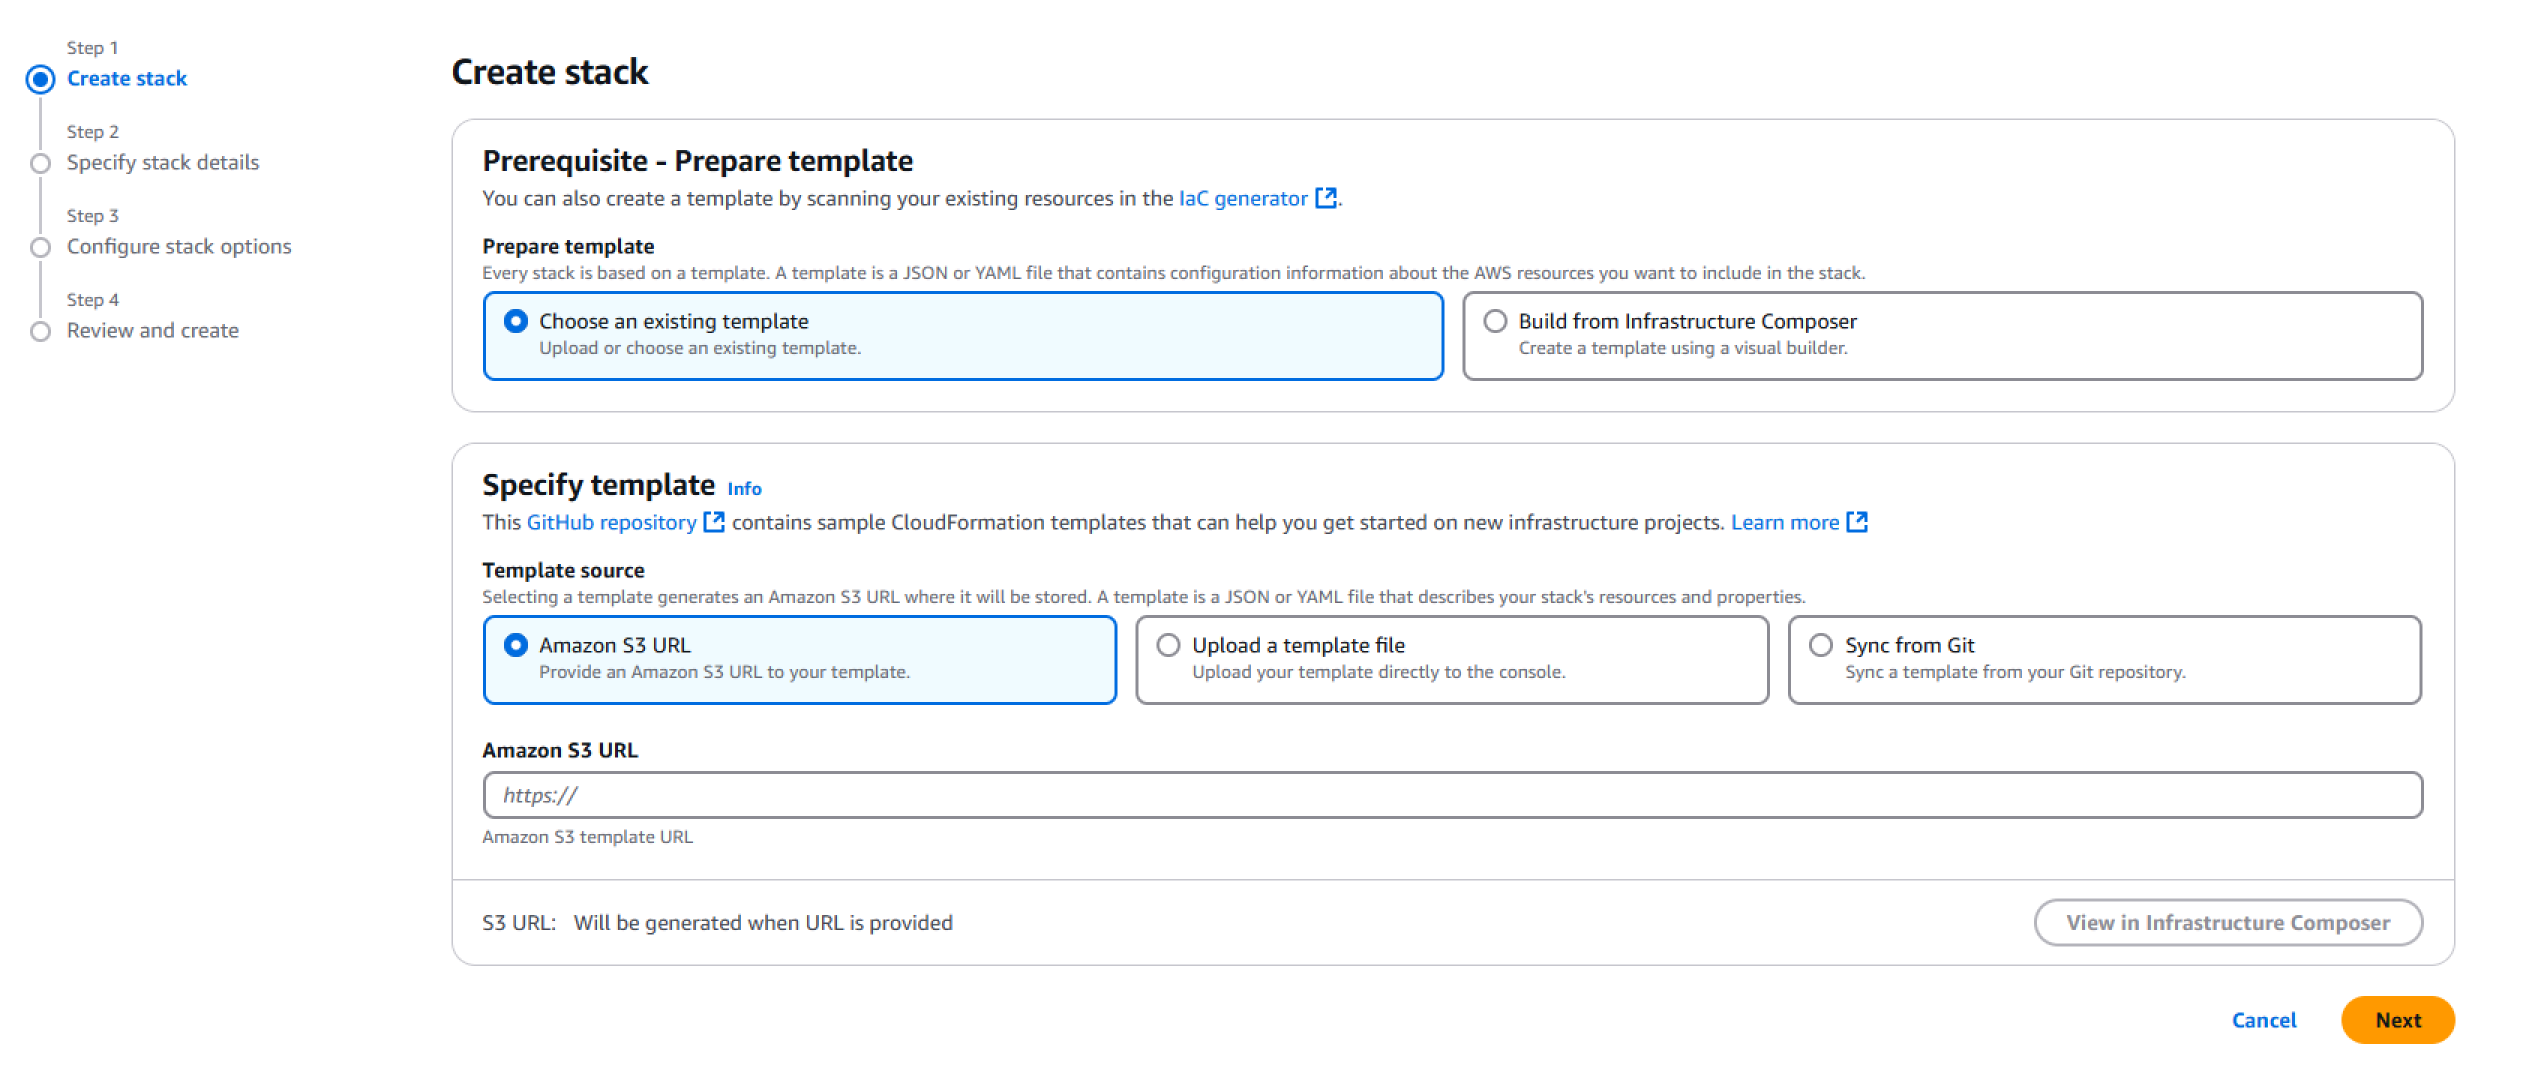 Step 1
Create stack
Step 2
Specify stack details
Step 3
Configure stack options
Step 4
Review and create
Create stack
Prerequisite - Prepare template
You can also create a template by scanning your existing resources in the IaC generator.
Prepare template
Every stack is based on a template. A template is a JSON or YAML file that contains configuration information about the AWS resources you want to include in the stack.
Choose an existing template
Upload or choose an existing template.
Build from Infrastructure Composer
Create a template using a visual builder.
Specify template Info
This GitHub repository contains sample CloudFormation templates that can help you get started on new infrastructure projects. Learn more
Template source
Selecting a template generates an Amazon S3 URL where it will be stored. A template is a JSON or YAML file that describes your stack's resources and properties.
Amazon S3 URL
Provide an Amazon S3 URL to your template.
Upload a template file
Upload your template directly to the console.
Sync from Git
Sync a template from your Git repository.
Amazon S3 URL
https://
Amazon S3 template URL
S3 URL: Will be generated when URL is provided
View in Infrastructure Composer
Cancel
Next